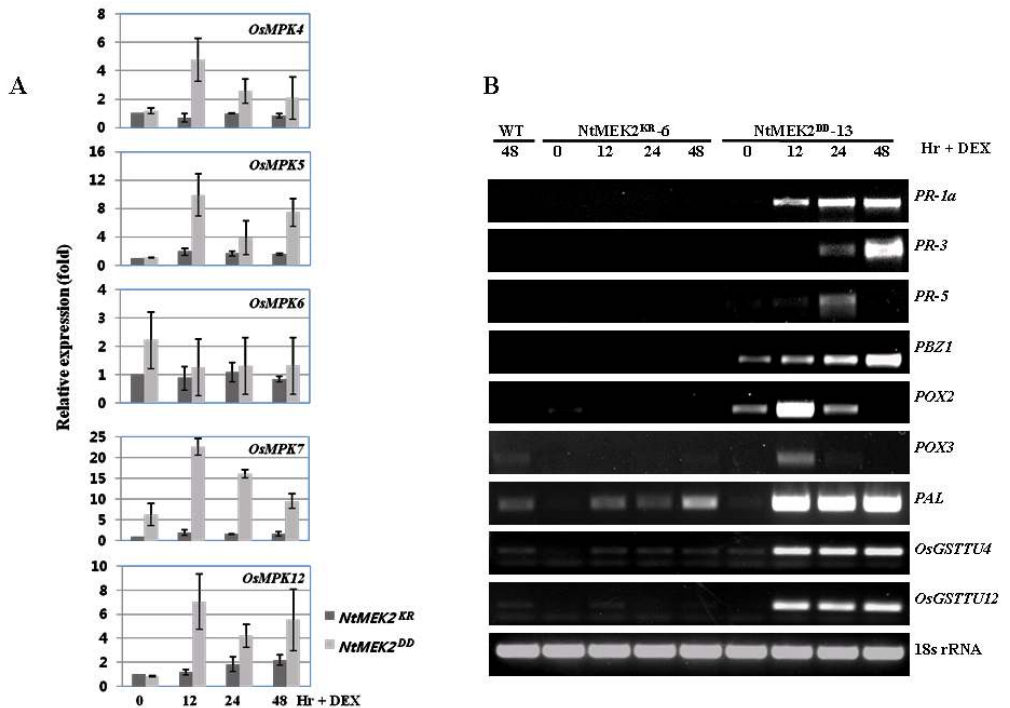 A
Relative expression (fold)
OsMPK4
8
6
4
2
0
OsMPK5
16
12
8
4
0
OsMPK6
4
3
2
1
0
OsMPK7
25
20
15
10
5
0
OsMPK12
10
8
6
4
2
0
NtMEK2KR
NtMEK2DD
0 12 24 48 Hr + DEX
B
WT NtMEK2KR-6 NtMEK2DD-13
48 0 12 24 48 0 12 24 48 Hr + DEX
PR-1a
PR-3
PR-5
PBZ1
POX2
POX3
PAL
OsGSTTU4
OsGSTTU12
18s rRNA